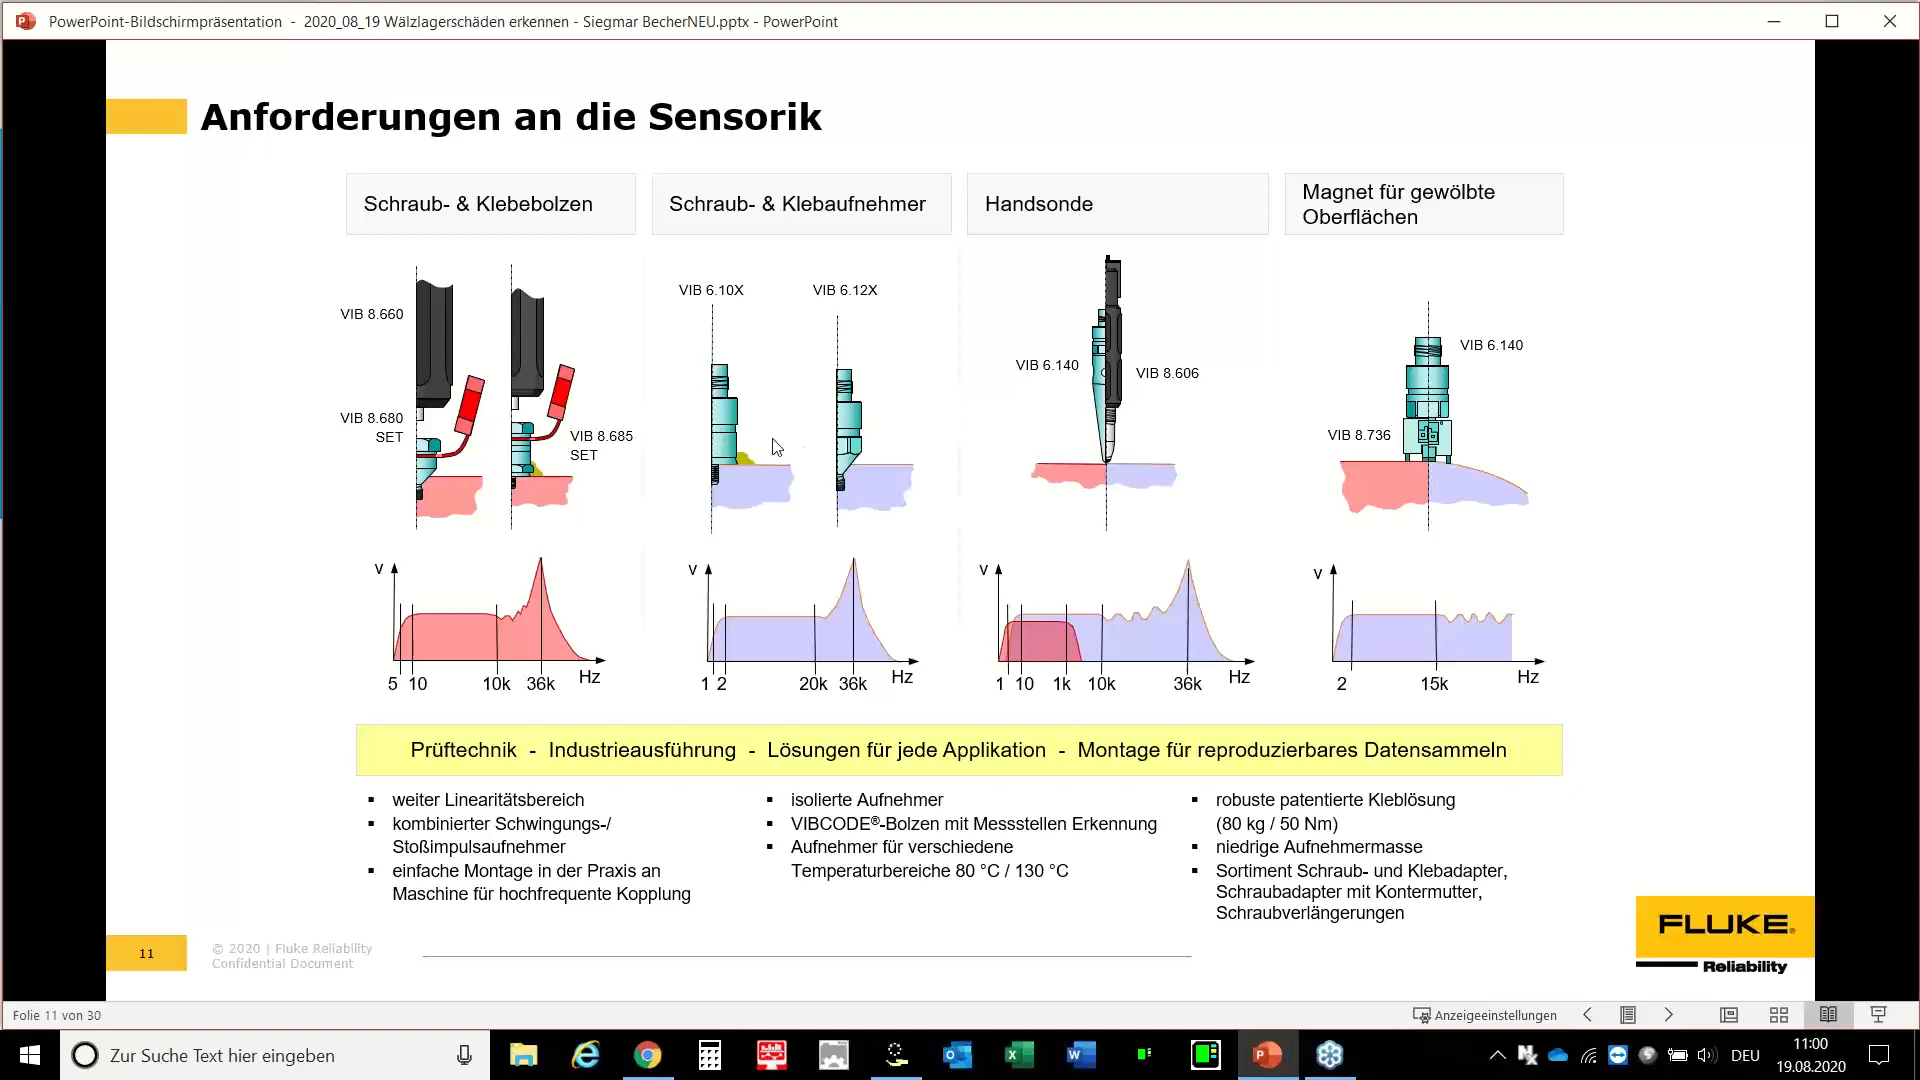 PowerPoint-Bildschirmpräsentation - 2020_08_19 Wälzlagerschäden erkennen - Siegmar BecherNEU.pptx - PowerPoint
Anforderungen an die Sensorik
Schraub- & Klebebolzen
Schraub- & Klebaufnehmer
Handsonde
Magnet für gewölbte
Oberflächen
VIB 8.660
VIB 8.680
SET
VIB 8.685
SET
VIB 6.10X
VIB 6.12X
VIB 6.140
VIB 8.606
VIB 6.140
VIB 8.736
V
5 10 10k 36k Hz
V
1 2 20k 36k Hz
V
1 10 1k 10k 36k Hz
V
2 15k Hz
Prüftechnik - Industrieausführung - Lösungen für jede Applikation - Montage für reproduzierbares Datensammeln
▪ weiter Linearitätsbereich
▪ kombinierter Schwingungs-/
Stoßimpulsaufnehmer
▪ einfache Montage in der Praxis an
Maschine für hochfrequente Kopplung
▪ isolierte Aufnehmer
▪ VIBCODE®-Bolzen mit Messstellen Erkennung
▪ Aufnehmer für verschiedene
Temperaturbereiche 80 °C / 130 °C
▪ robuste patentierte Kleblösung
(80 kg / 50 Nm)
▪ niedrige Aufnehmermasse
▪ Sortiment Schraub- und Klebadapter,
Schraubadapter mit Kontermutter,
Schraubverlängerungen
FLUKE®
Reliability
11
© 2020 | Fluke Reliability
Confidential Document
Folie 11 von 30
Anzeigeeinstellungen
Zur Suche Text hier eingeben
DEU
11:00
19.08.2020